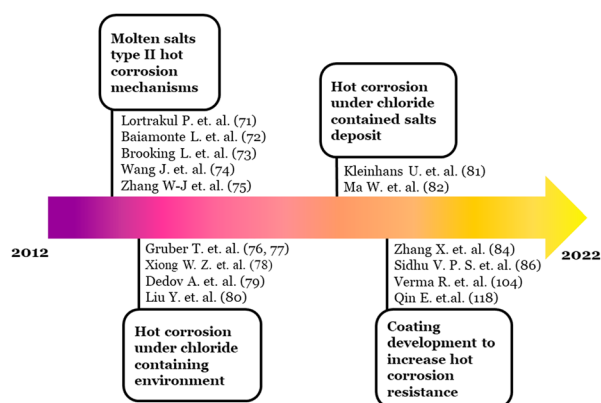 Molten salts
type II hot
corrosion
mechanisms
Lortrakul P. et. al. (71)
Baiamonte L. et. al. (72)
Brooking L. et. al. (73)
Wang J. et. al. (74)
Zhang W-J et. al. (75)
Hot corrosion
under chloride
contained salts
deposit
Kleinhans U. et. al. (81)
Ma W. et. al. (82)
2012
2022
Gruber T. et. al. (76, 77)
Xiong W. Z. et. al. (78)
Dedov A. et. al. (79)
Liu Y. et. al. (80)
Hot corrosion
under chloride
containing
environment
Zhang X. et. al. (84)
Sidhu V. P. S. et. al. (86)
Verma R. et. al. (104)
Qin E. et.al. (118)
Coating
development to
increase hot
corrosion
resistance